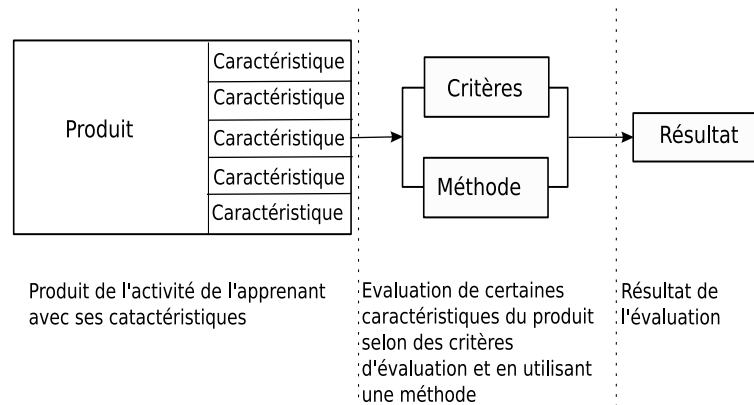 Produit
Caractéristique
Caractéristique
Caractéristique
Caractéristique
Caractéristique
Critères
Méthode
Résultat
Produit de l'activité de l'apprenant
avec ses catactéristiques
Evaluation de certaines
caractéristiques du produit
selon des critères
d'évaluation et en utilisant
une méthode
Résultat de
l'évaluation